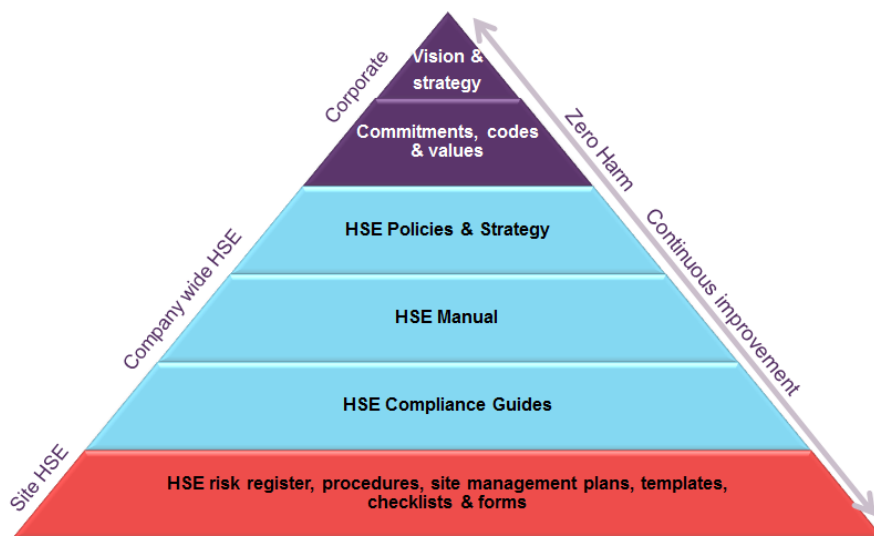 Vision &
strategy
Commitments, codes
& values
HSE Policies & Strategy
HSE Manual
HSE Compliance Guides
HSE risk register, procedures, site management plans, templates,
checklists & forms
Corporate
Company wide HSE
Site HSE
Zero Harm
Continuous improvement